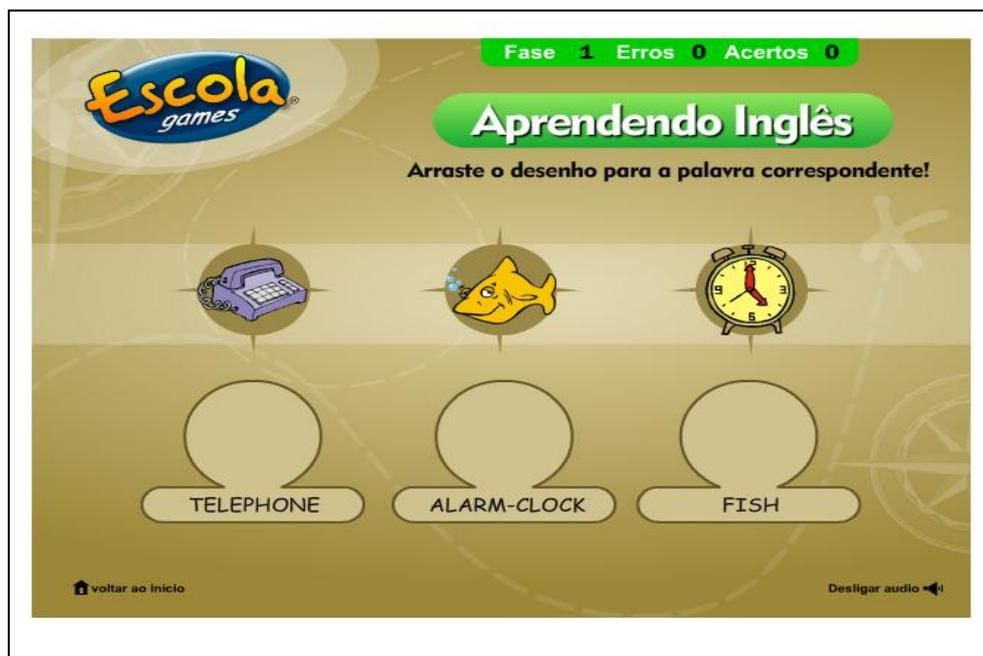 Fase 1 Erros 0 Acertos 0
Escola
games
Aprendendo Inglês
Arraste o desenho para a palavra correspondente!
TELEPHONE
ALARM-CLOCK
FISH
voltar ao início
Desligar audio